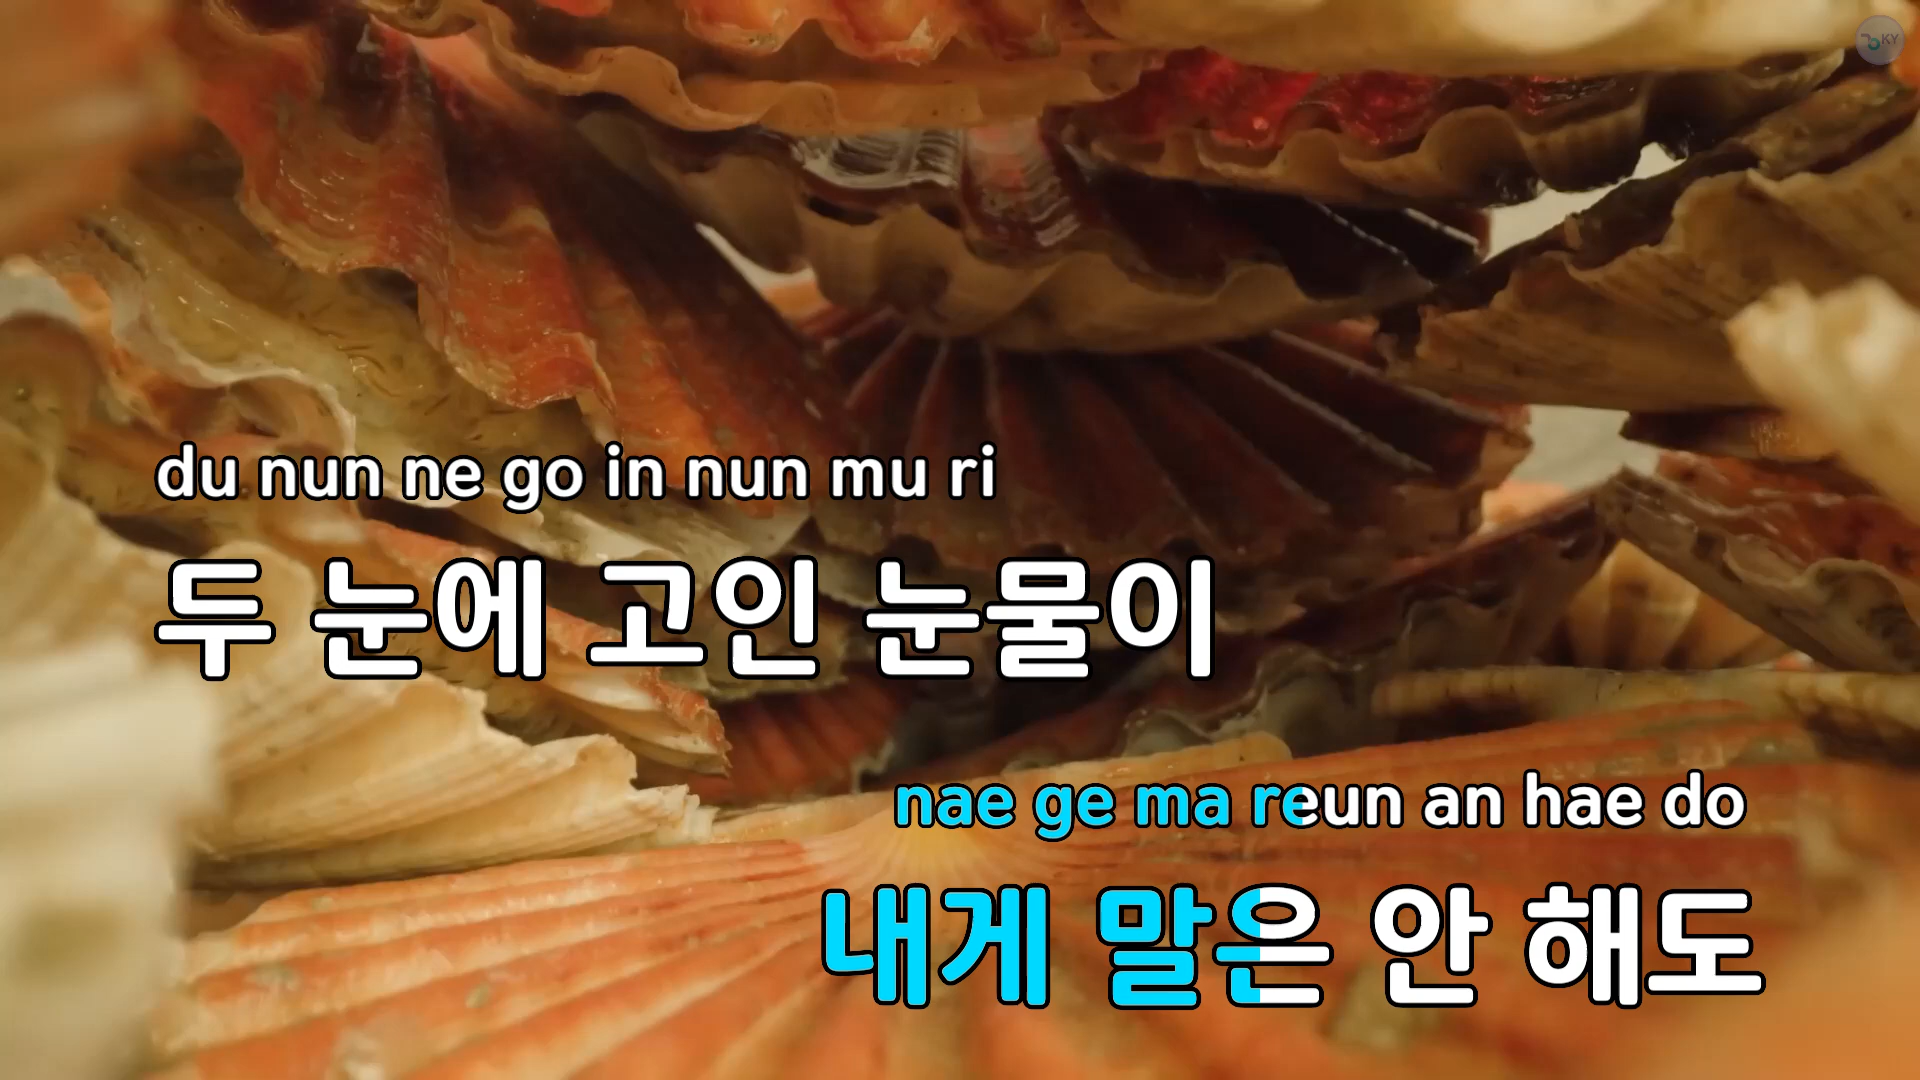 KY
du nun ne go in nun mu ri
두 눈에 고인 눈물이
nae ge ma reun an hae do
내게 말은 안 해도